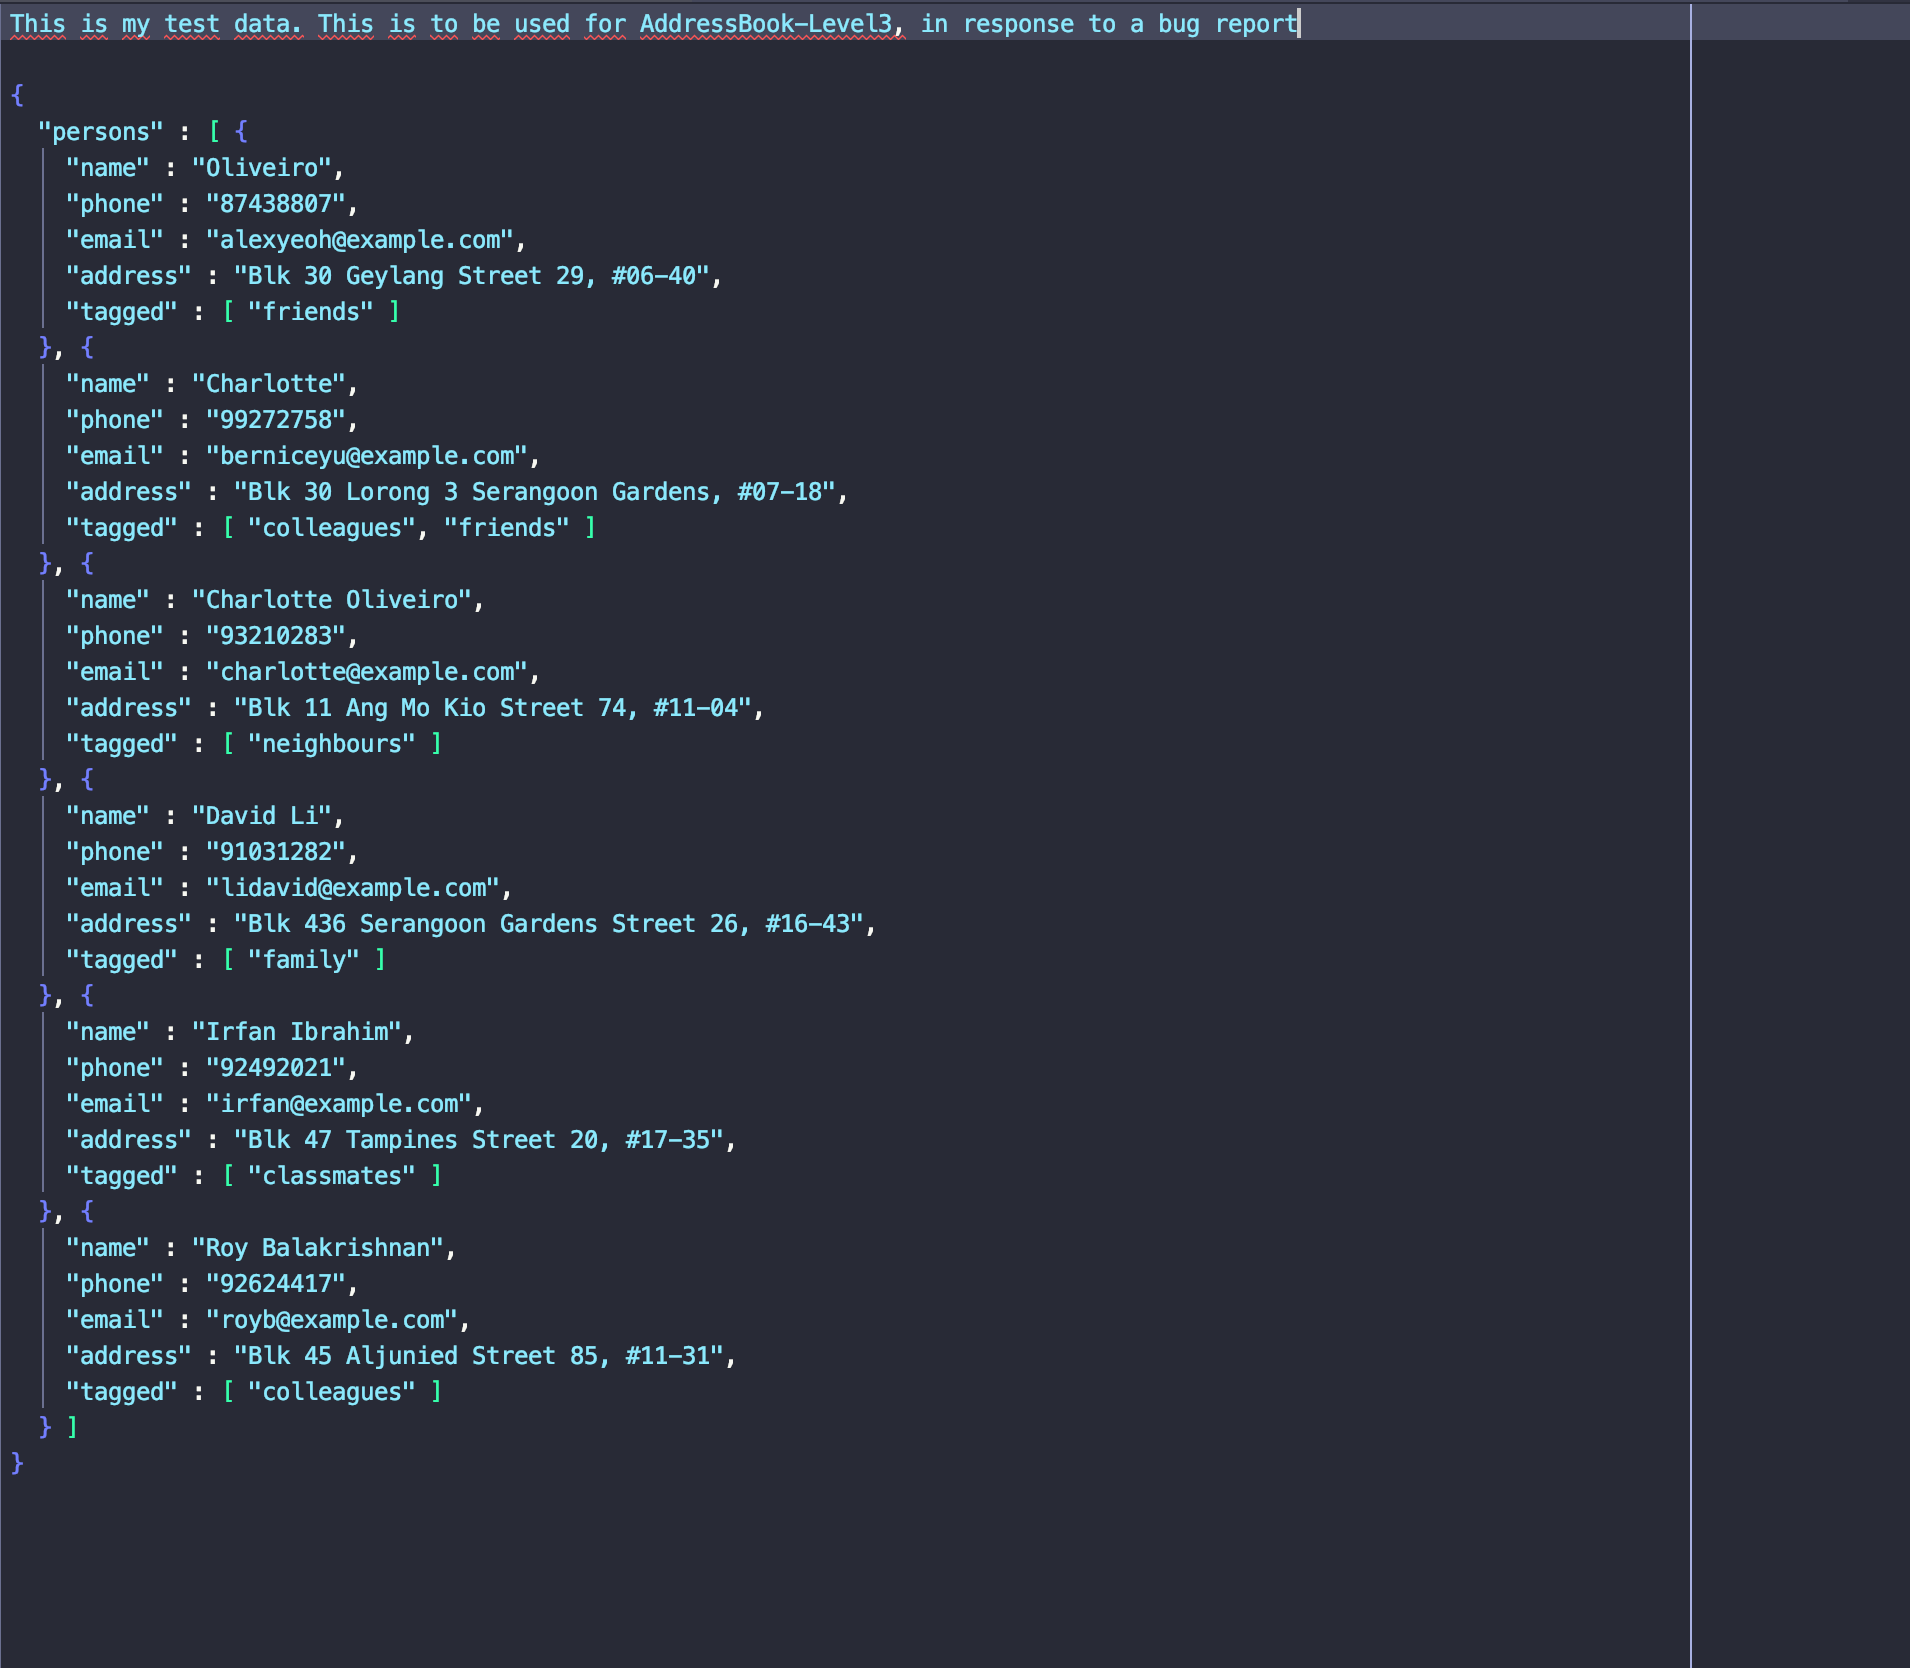 This is my test data. This is to be used for AddressBook-Level3, in response to a bug report
{
"persons" : [ {
"name" : "Oliveiro",
"phone" : "87438807",
"email" : "alexyeoh@example.com",
"address" : "Blk 30 Geylang Street 29, #06-40",
"tagged" : [ "friends" ]
}, {
"name" : "Charlotte",
"phone" : "99272758",
"email" : "berniceyu@example.com",
"address" : "Blk 30 Lorong 3 Serangoon Gardens, #07-18",
"tagged" : [ "colleagues", "friends" ]
}, {
"name" : "Charlotte Oliveiro",
"phone" : "93210283",
"email" : "charlotte@example.com",
"address" : "Blk 11 Ang Mo Kio Street 74, #11-04",
"tagged" : [ "neighbours" ]
}, {
"name" : "David Li",
"phone" : "91031282",
"email" : "lidavid@example.com",
"address" : "Blk 436 Serangoon Gardens Street 26, #16-43",
"tagged" : [ "family" ]
}, {
"name" : "Irfan Ibrahim",
"phone" : "92492021",
"email" : "irfan@example.com",
"address" : "Blk 47 Tampines Street 20, #17-35",
"tagged" : [ "classmates" ]
}, {
"name" : "Roy Balakrishnan",
"phone" : "92624417",
"email" : "royb@example.com",
"address" : "Blk 45 Aljunied Street 85, #11-31",
"tagged" : [ "colleagues" ]
} ]
}